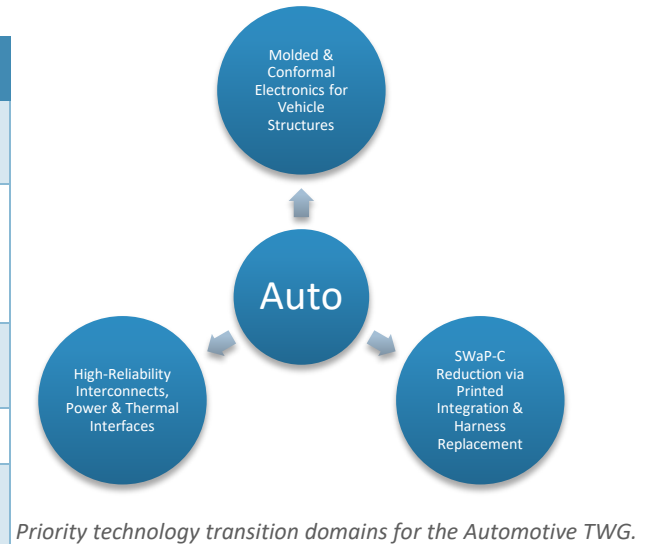 Molded &
Conformal
Electronics for
Vehicle
Structures
Auto
High-Reliability
Interconnects,
Power & Thermal
Interfaces
SWaP-C
Reduction via
Printed
Integration &
Harness
Replacement
Priority technology transition domains for the Automotive TWG.